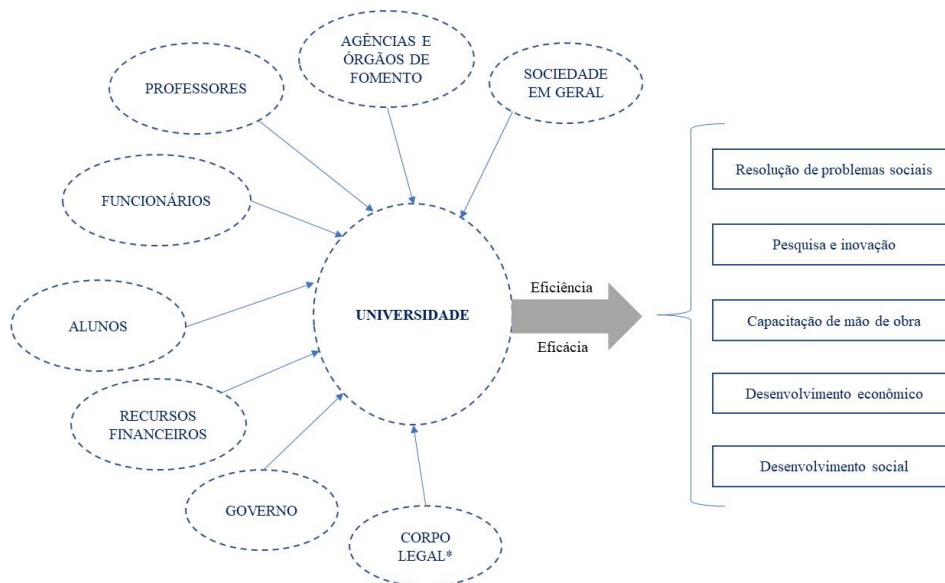 AGÊNCIAS E
ÓRGÃOS DE
FOMENTO
SOCIEDADE
EM GERAL
PROFESSORES
FUNCIONÁRIOS
ALUNOS
RECURSOS
FINANCEIROS
GOVERNO
CORPO
LEGAL*
UNIVERSIDADE
Eficiência
Eficácia
Resolução de problemas sociais
Pesquisa e inovação
Capacitação de mão de obra
Desenvolvimento econômico
Desenvolvimento social